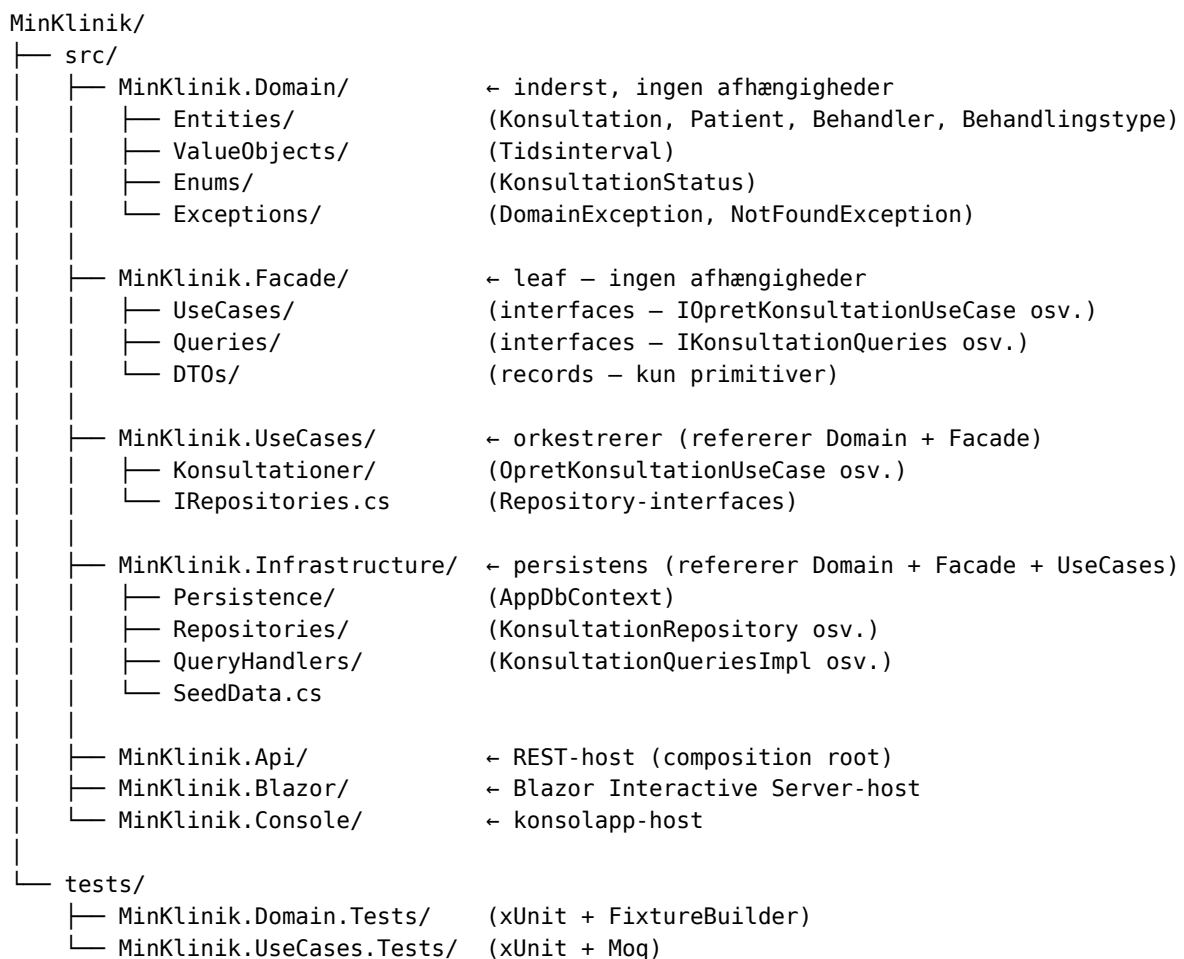 MinKlinik/
├── src/
│   ├── MinKlinik.Domain/          ← inderst, ingen afhængigheder
│   │   ├── Entities/              (Konsultation, Patient, Behandler, Behandlingstype)
│   │   ├── ValueObjects/          (Tidsinterval)
│   │   ├── Enums/                 (KonsultationStatus)
│   │   └── Exceptions/            (DomainException, NotFoundException)
│   │
│   ├── MinKlinik.Facade/          ← leaf — ingen afhængigheder
│   │   ├── UseCases/              (interfaces — IOpretKonsultationUseCase osv.)
│   │   ├── Queries/               (interfaces — IKonsultationQueries osv.)
│   │   └── DTOs/                  (records — kun primitiver)
│   │
│   ├── MinKlinik.UseCases/        ← orkestrerer (refererer Domain + Facade)
│   │   ├── Konsultationer/        (OpretKonsultationUseCase osv.)
│   │   └── IRepositories.cs       (Repository-interfaces)
│   │
│   ├── MinKlinik.Infrastructure/  ← persistens (refererer Domain + Facade + UseCases)
│   │   ├── Persistence/           (AppDbContext)
│   │   ├── Repositories/          (KonsultationRepository osv.)
│   │   ├── QueryHandlers/         (KonsultationQueriesImpl osv.)
│   │   └── SeedData.cs
│   │
│   ├── MinKlinik.Api/             ← REST-host (composition root)
│   ├── MinKlinik.Blazor/          ← Blazor Interactive Server-host
│   └── MinKlinik.Console/         ← konsolapp-host
│
└── tests/
    ├── MinKlinik.Domain.Tests/    (xUnit + FixtureBuilder)
    └── MinKlinik.UseCases.Tests/  (xUnit + Moq)